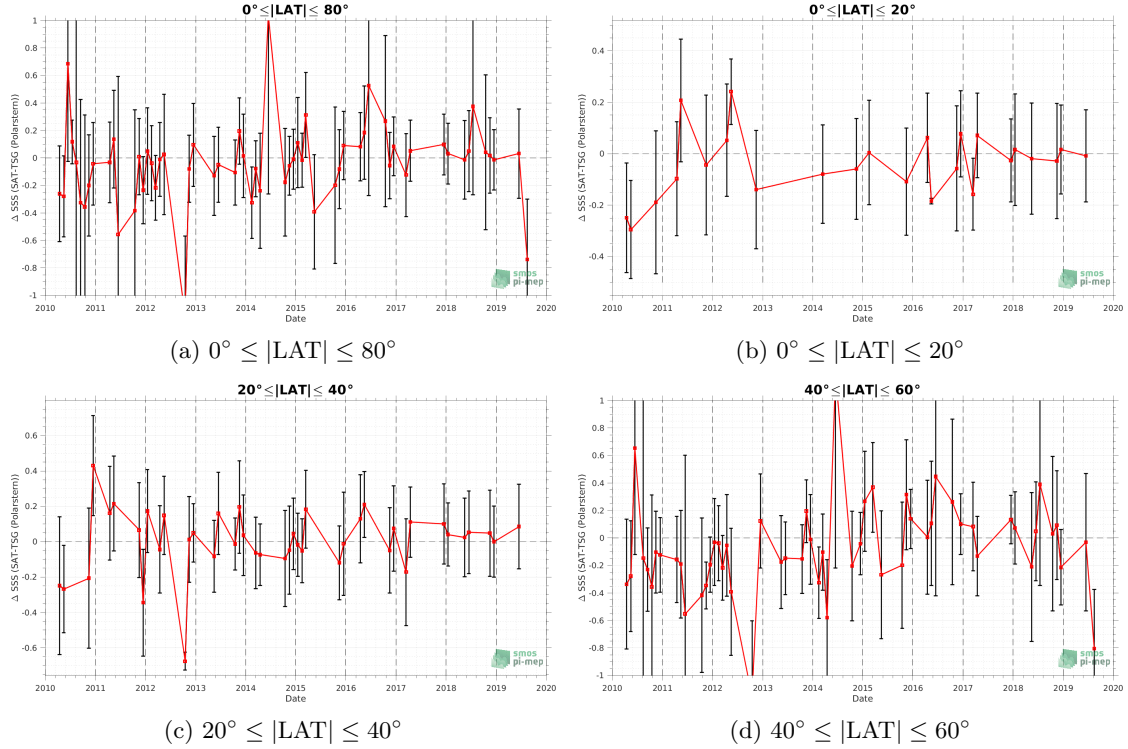 0°≤|LAT|≤ 80°
Δ SSS (SAT-TSG (Polarstern))
1
0.8
0.6
0.4
0.2
0
-0.2
-0.4
-0.6
-0.8
-1
2010 2011 2012 2013 2014 2015 2016 2017 2018 2019 2020
Date
smos
pi-mep
(a) 0° ≤ |LAT| ≤ 80°
0°≤|LAT|≤ 20°
Δ SSS (SAT-TSG (Polarstern))
0.4
0.2
0
-0.2
-0.4
2010 2011 2012 2013 2014 2015 2016 2017 2018 2019 2020
Date
smos
pi-mep
(b) 0° ≤ |LAT| ≤ 20°
20°≤|LAT|≤ 40°
Δ SSS (SAT-TSG (Polarstern))
0.6
0.4
0.2
0
-0.2
-0.4
-0.6
2010 2011 2012 2013 2014 2015 2016 2017 2018 2019 2020
Date
smos
pi-mep
(c) 20° ≤ |LAT| ≤ 40°
40°≤|LAT|≤ 60°
Δ SSS (SAT-TSG (Polarstern))
1
0.8
0.6
0.4
0.2
0
-0.2
-0.4
-0.6
-0.8
-1
2010 2011 2012 2013 2014 2015 2016 2017 2018 2019 2020
Date
smos
pi-mep
(d) 40° ≤ |LAT| ≤ 60°